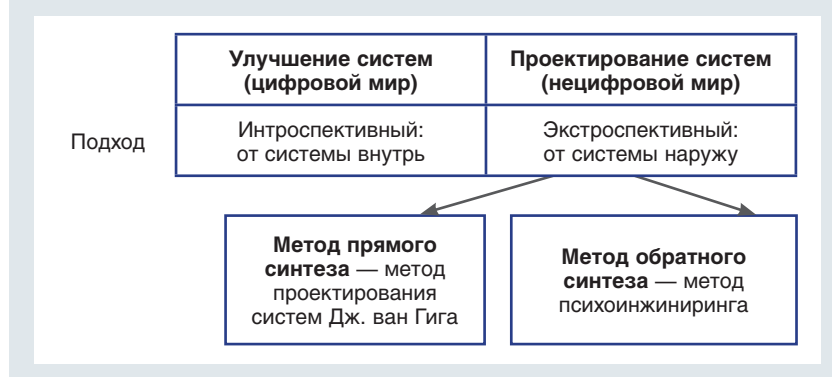 Улучшение систем
(цифровой мир)
Проектирование систем
(нецифровой мир)
Подход
Интроспективный:
от системы внутрь
Экстроспективный:
от системы наружу
Метод прямого
синтеза — метод
проектирования
систем Дж. ван Гига
Метод обратного
синтеза — метод
психоинжиниринга